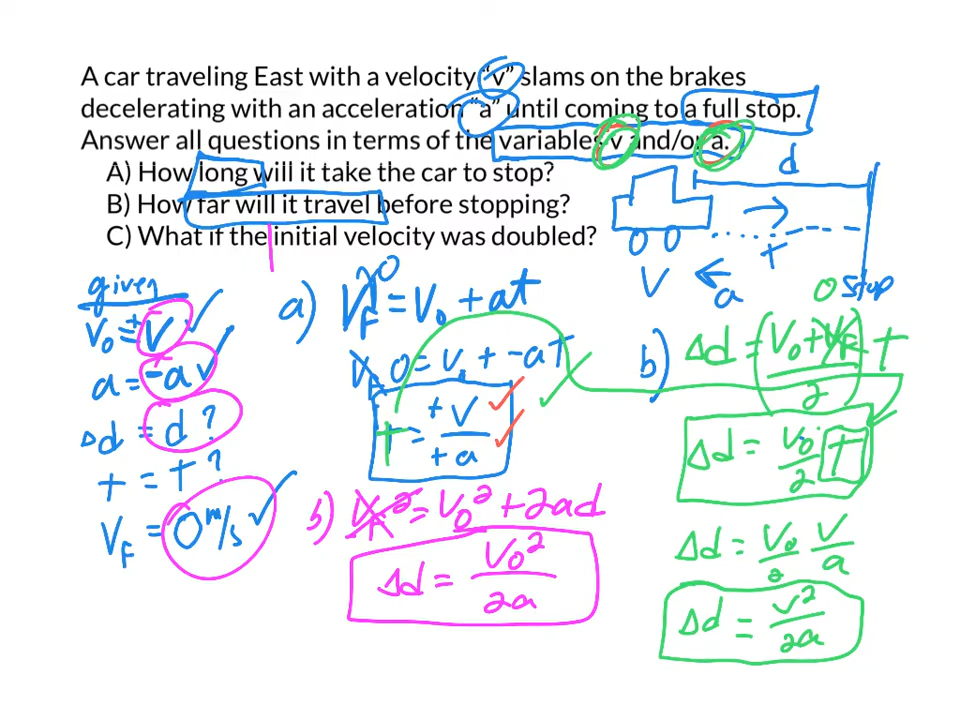 A car traveling East with a velocity “v” slams on the brakes
decelerating with an acceleration “a” until coming to a full stop.
Answer all questions in terms of the variables v and/or a.
A) How long will it take the car to stop?
B) How far will it travel before stopping?
C) What if the initial velocity was doubled?
d
+
V
a
0 Stop
given
V₀ = +V ✓
a = -a ✓
Δd = d ?
t = t ?
V_F = 0 m/s ✓
a) V_F = V₀ + at
0
V_F 0 = V + -at
t = +V / +a ✓ ✓ ✓
b) V_F² = V₀² + 2ad
Δd = V₀² / 2a
b) Δd = (V₀ + V_F / 2) t
Δd = V₀ / 2 t
Δd = V₀ / 2 V / a
Δd = V² / 2a